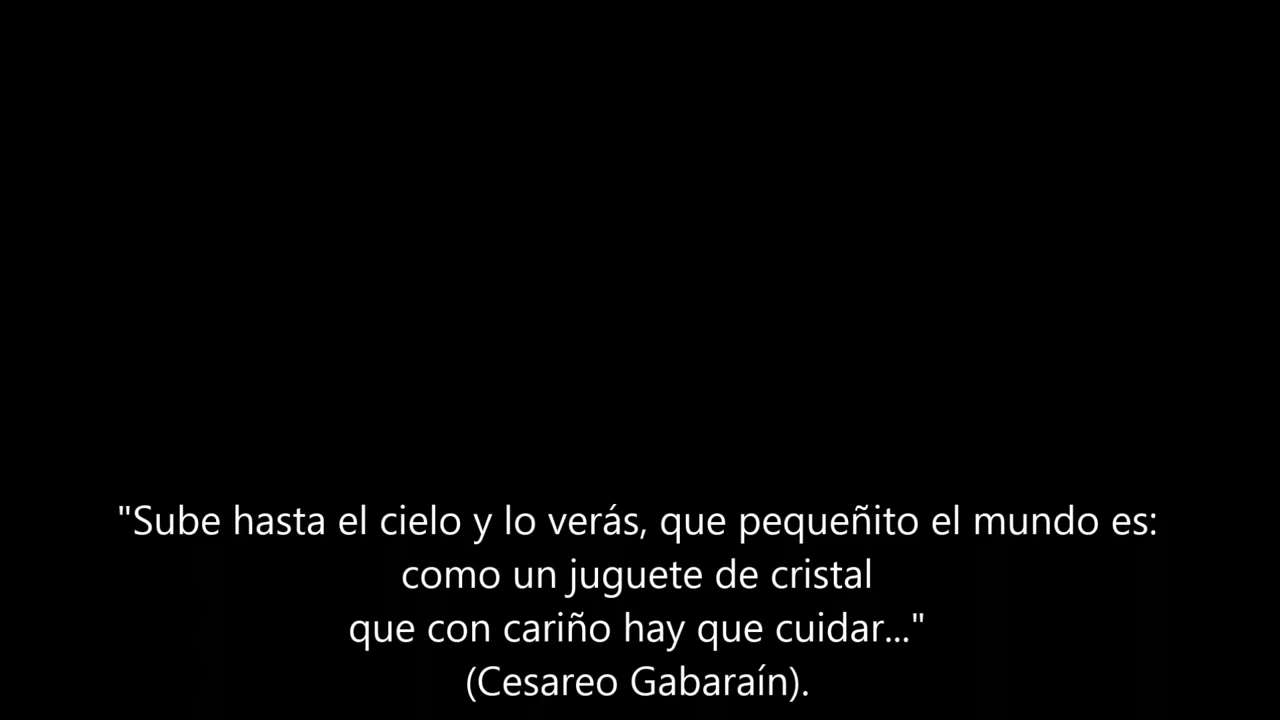 "Sube hasta el cielo y lo verás, que pequeñito el mundo es:
como un juguete de cristal
que con cariño hay que cuidar..."
(Cesareo Gabaraín).